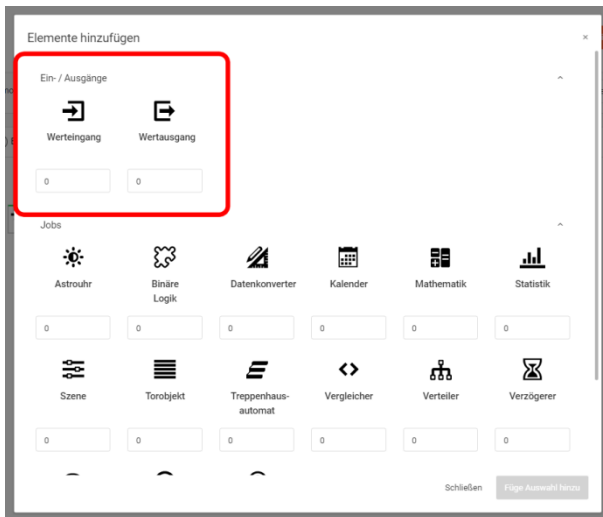 Elemente hinzufügen
×
Ein- / Ausgänge
Werteingang Wertausgang
0 0
Jobs
Astrouhr Binäre Logik Datenkonverter Kalender Mathematik Statistik
0 0 0 0 0 0
Szene Torobjekt Treppenhaus-automat Vergleicher Verteiler Verzögerer
0 0 0 0 0 0
Schließen Füge Auswahl hinzu